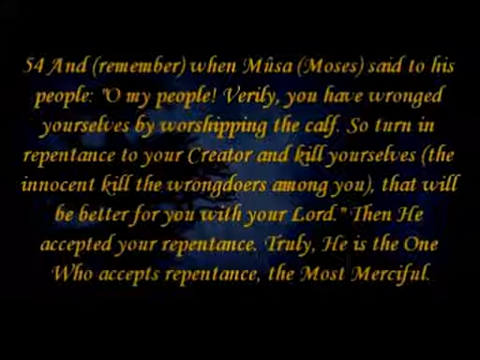 54 And (remember) when Mûsa (Moses) said to his
people: "O my people! Verily, you have wronged
yourselves by worshipping the calf. So turn in
repentance to your Creator and kill yourselves (the
innocent kill the wrongdoers among you), that will
be better for you with your Lord." Then He
accepted your repentance. Truly, He is the One
Who accepts repentance, the Most Merciful.